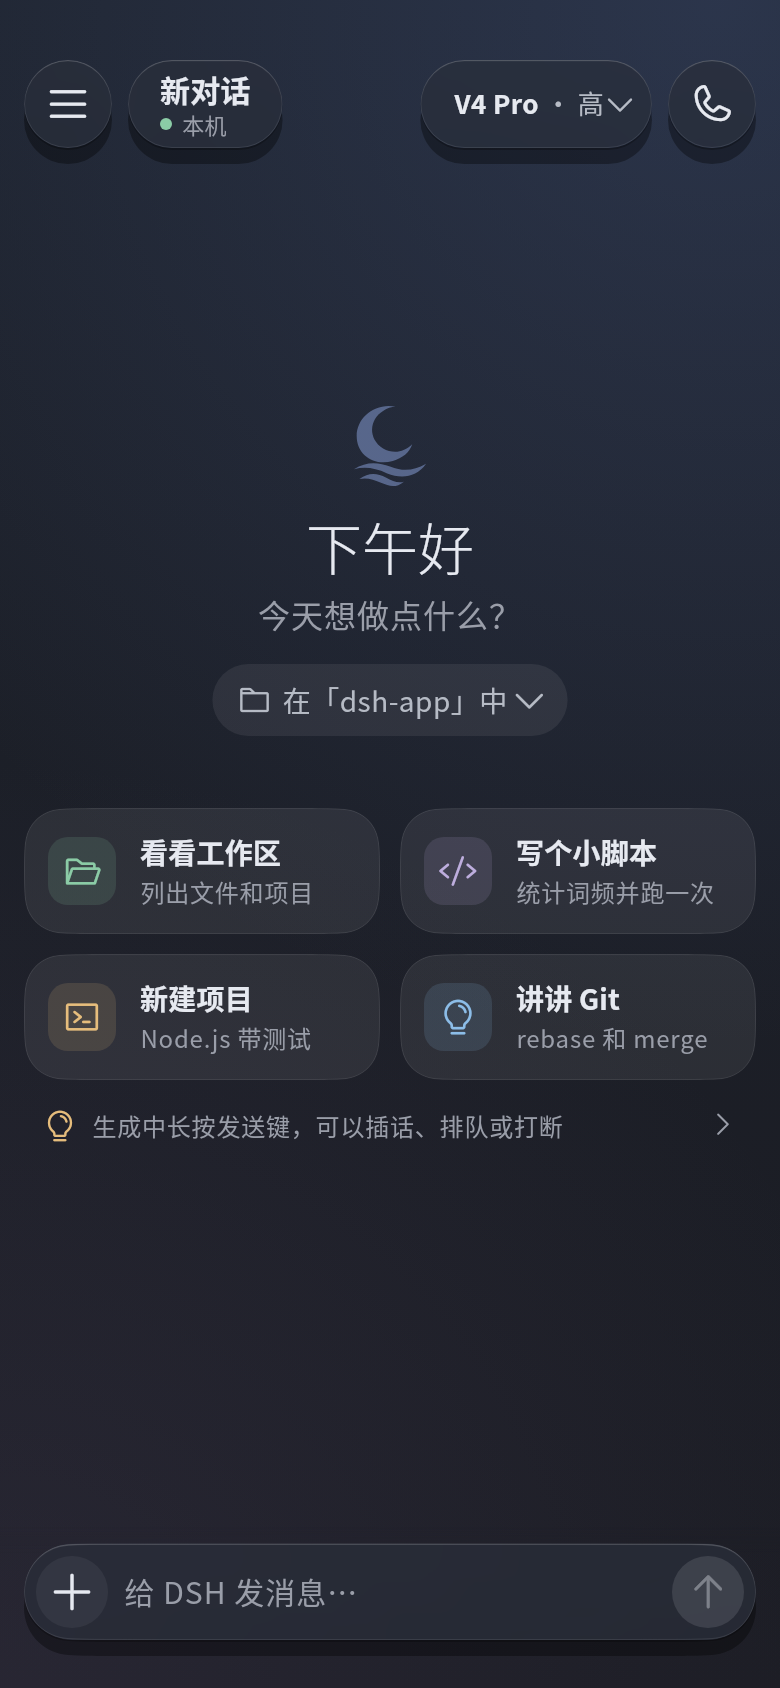 新对话
本机
V4 Pro · 高
下午好
今天想做点什么？
在「dsh-app」中
看看工作区
列出文件和项目
写个小脚本
统计词频并跑一次
新建项目
Node.js 带测试
讲讲 Git
rebase 和 merge
生成中长按发送键，可以插话、排队或打断
给 DSH 发消息…